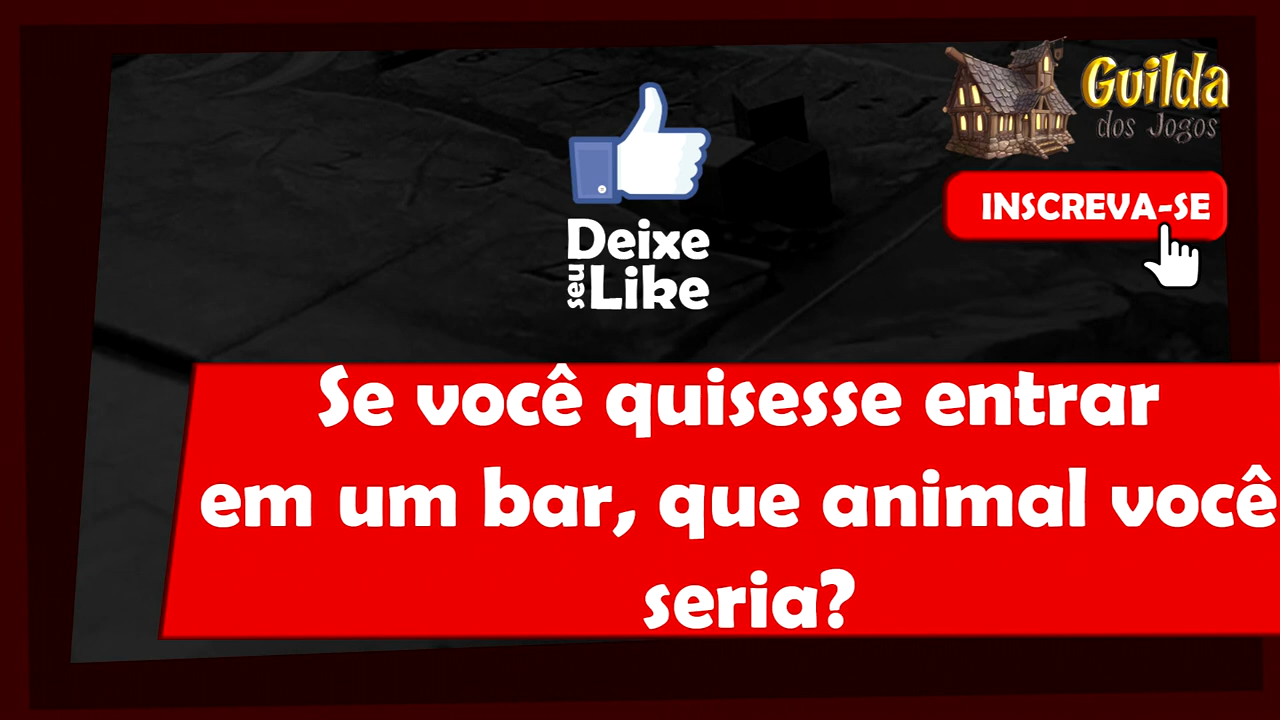 Guilda
dos Jogos
INSCREVA-SE
Deixe
seu Like
Se você quisesse entrar
em um bar, que animal você
seria?